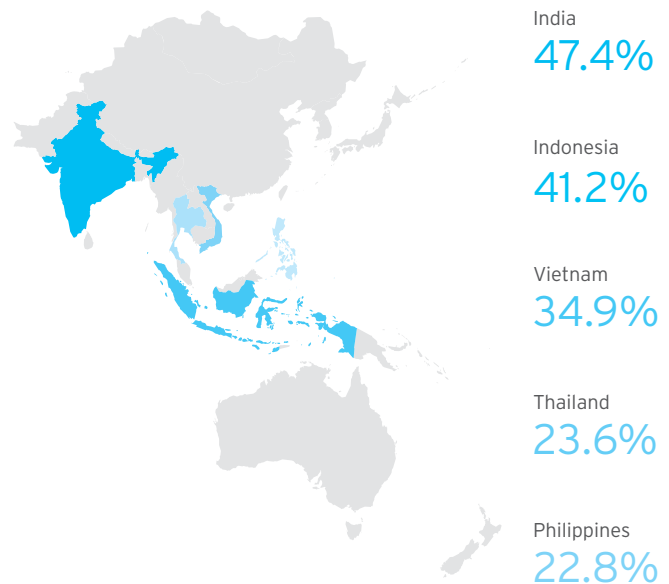 India
47.4%
Indonesia
41.2%
Vietnam
34.9%
Thailand
23.6%
Philippines
22.8%